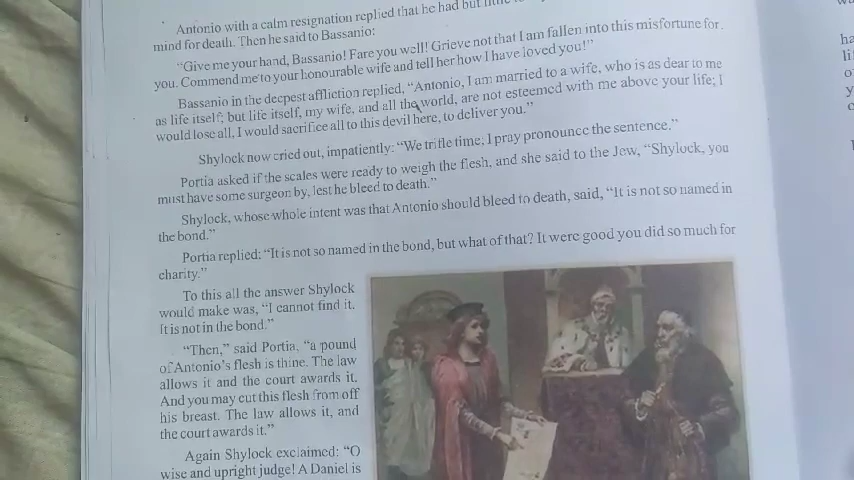 Antonio with a calm resignation replied that he had but
mind for death. Then he said to Bassanio:
"Give me your hand, Bassanio! Fare you well! Grieve not that I am fallen into this misfortune for
you. Commend me to your honourable wife and tell her how I have loved you!"
Bassanio in the deepest affliction replied, "Antonio, I am married to a wife, who is as dear to me
as life itself; but life itself, my wife, and all the world, are not esteemed with me above your life; I
would lose all, I would sacrifice all to this devil here, to deliver you."
Shylock now cried out, impatiently: "We trifle time; I pray pronounce the sentence."
Portia asked if the scales were ready to weigh the flesh, and she said to the Jew, "Shylock, you
must have some surgeon by, lest he bleed to death."
Shylock, whose whole intent was that Antonio should bleed to death, said, "It is not so named in
the bond."
Portia replied: "It is not so named in the bond, but what of that? It were good you did so much for
charity."
To this all the answer Shylock
would make was, "I cannot find it.
It is not in the bond."
"Then," said Portia, "a pound
of Antonio's flesh is thine. The law
allows it and the court awards it.
And you may cut this flesh from off
his breast. The law allows it, and
the court awards it."
Again Shylock exclaimed: "O
wise and upright judge! A Daniel is